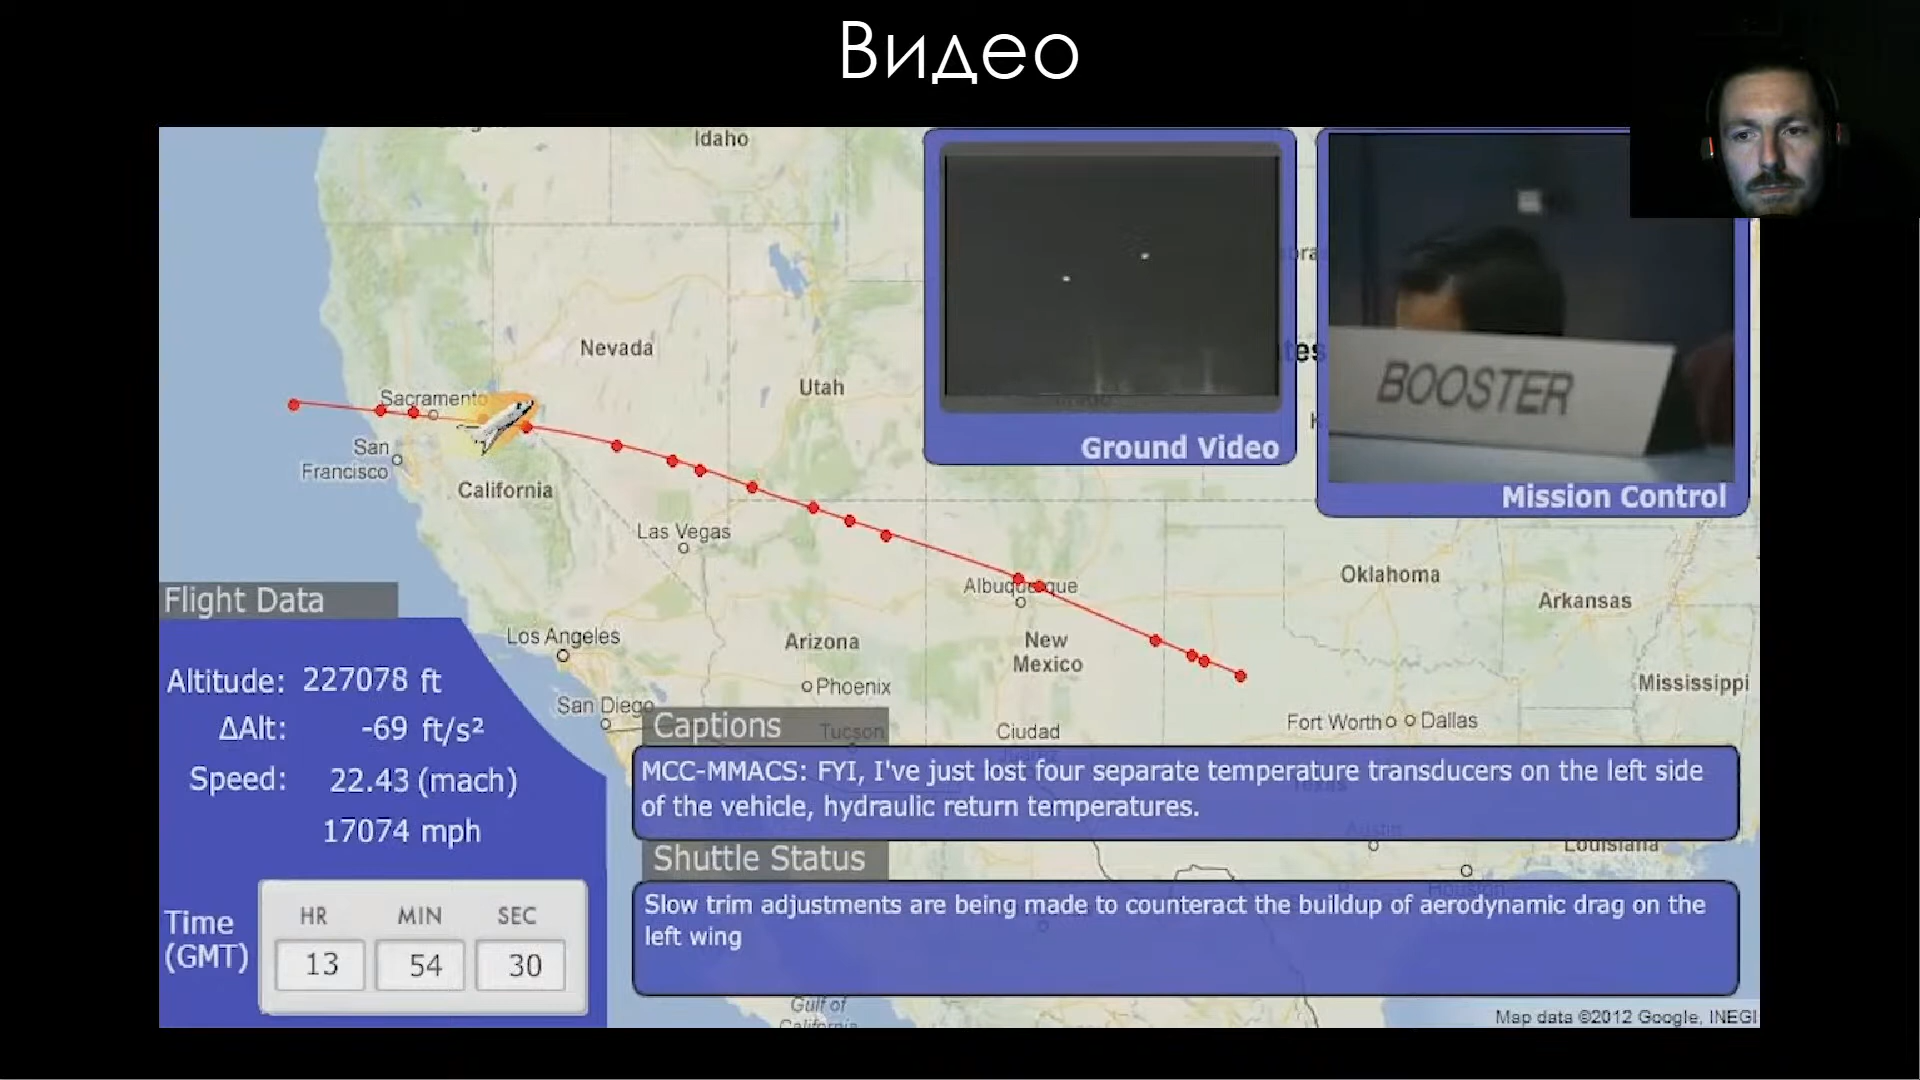 Видео
Idaho
Nevada
Utah
Sacramento
San
Francisco
California
Las Vegas
Albuquerque
Oklahoma
Arkansas
Los Angeles
Arizona
New
Mexico
Phoenix
Mississippi
San Diego
Tucson
Ciudad
Juarez
Fort Worth
Dallas
Austin
Louisiana
Houston
Gulf of
California
Ground Video
BOOSTER
Mission Control
Flight Data
Altitude: 227078 ft
ΔAlt: -69 ft/s²
Speed: 22.43 (mach)
17074 mph
Time
(GMT)
HR MIN SEC
13 54 30
Captions
MCC-MMACS: FYI, I've just lost four separate temperature transducers on the left side
of the vehicle, hydraulic return temperatures.
Shuttle Status
Slow trim adjustments are being made to counteract the buildup of aerodynamic drag on the
left wing
Map data ©2012 Google, INEGI